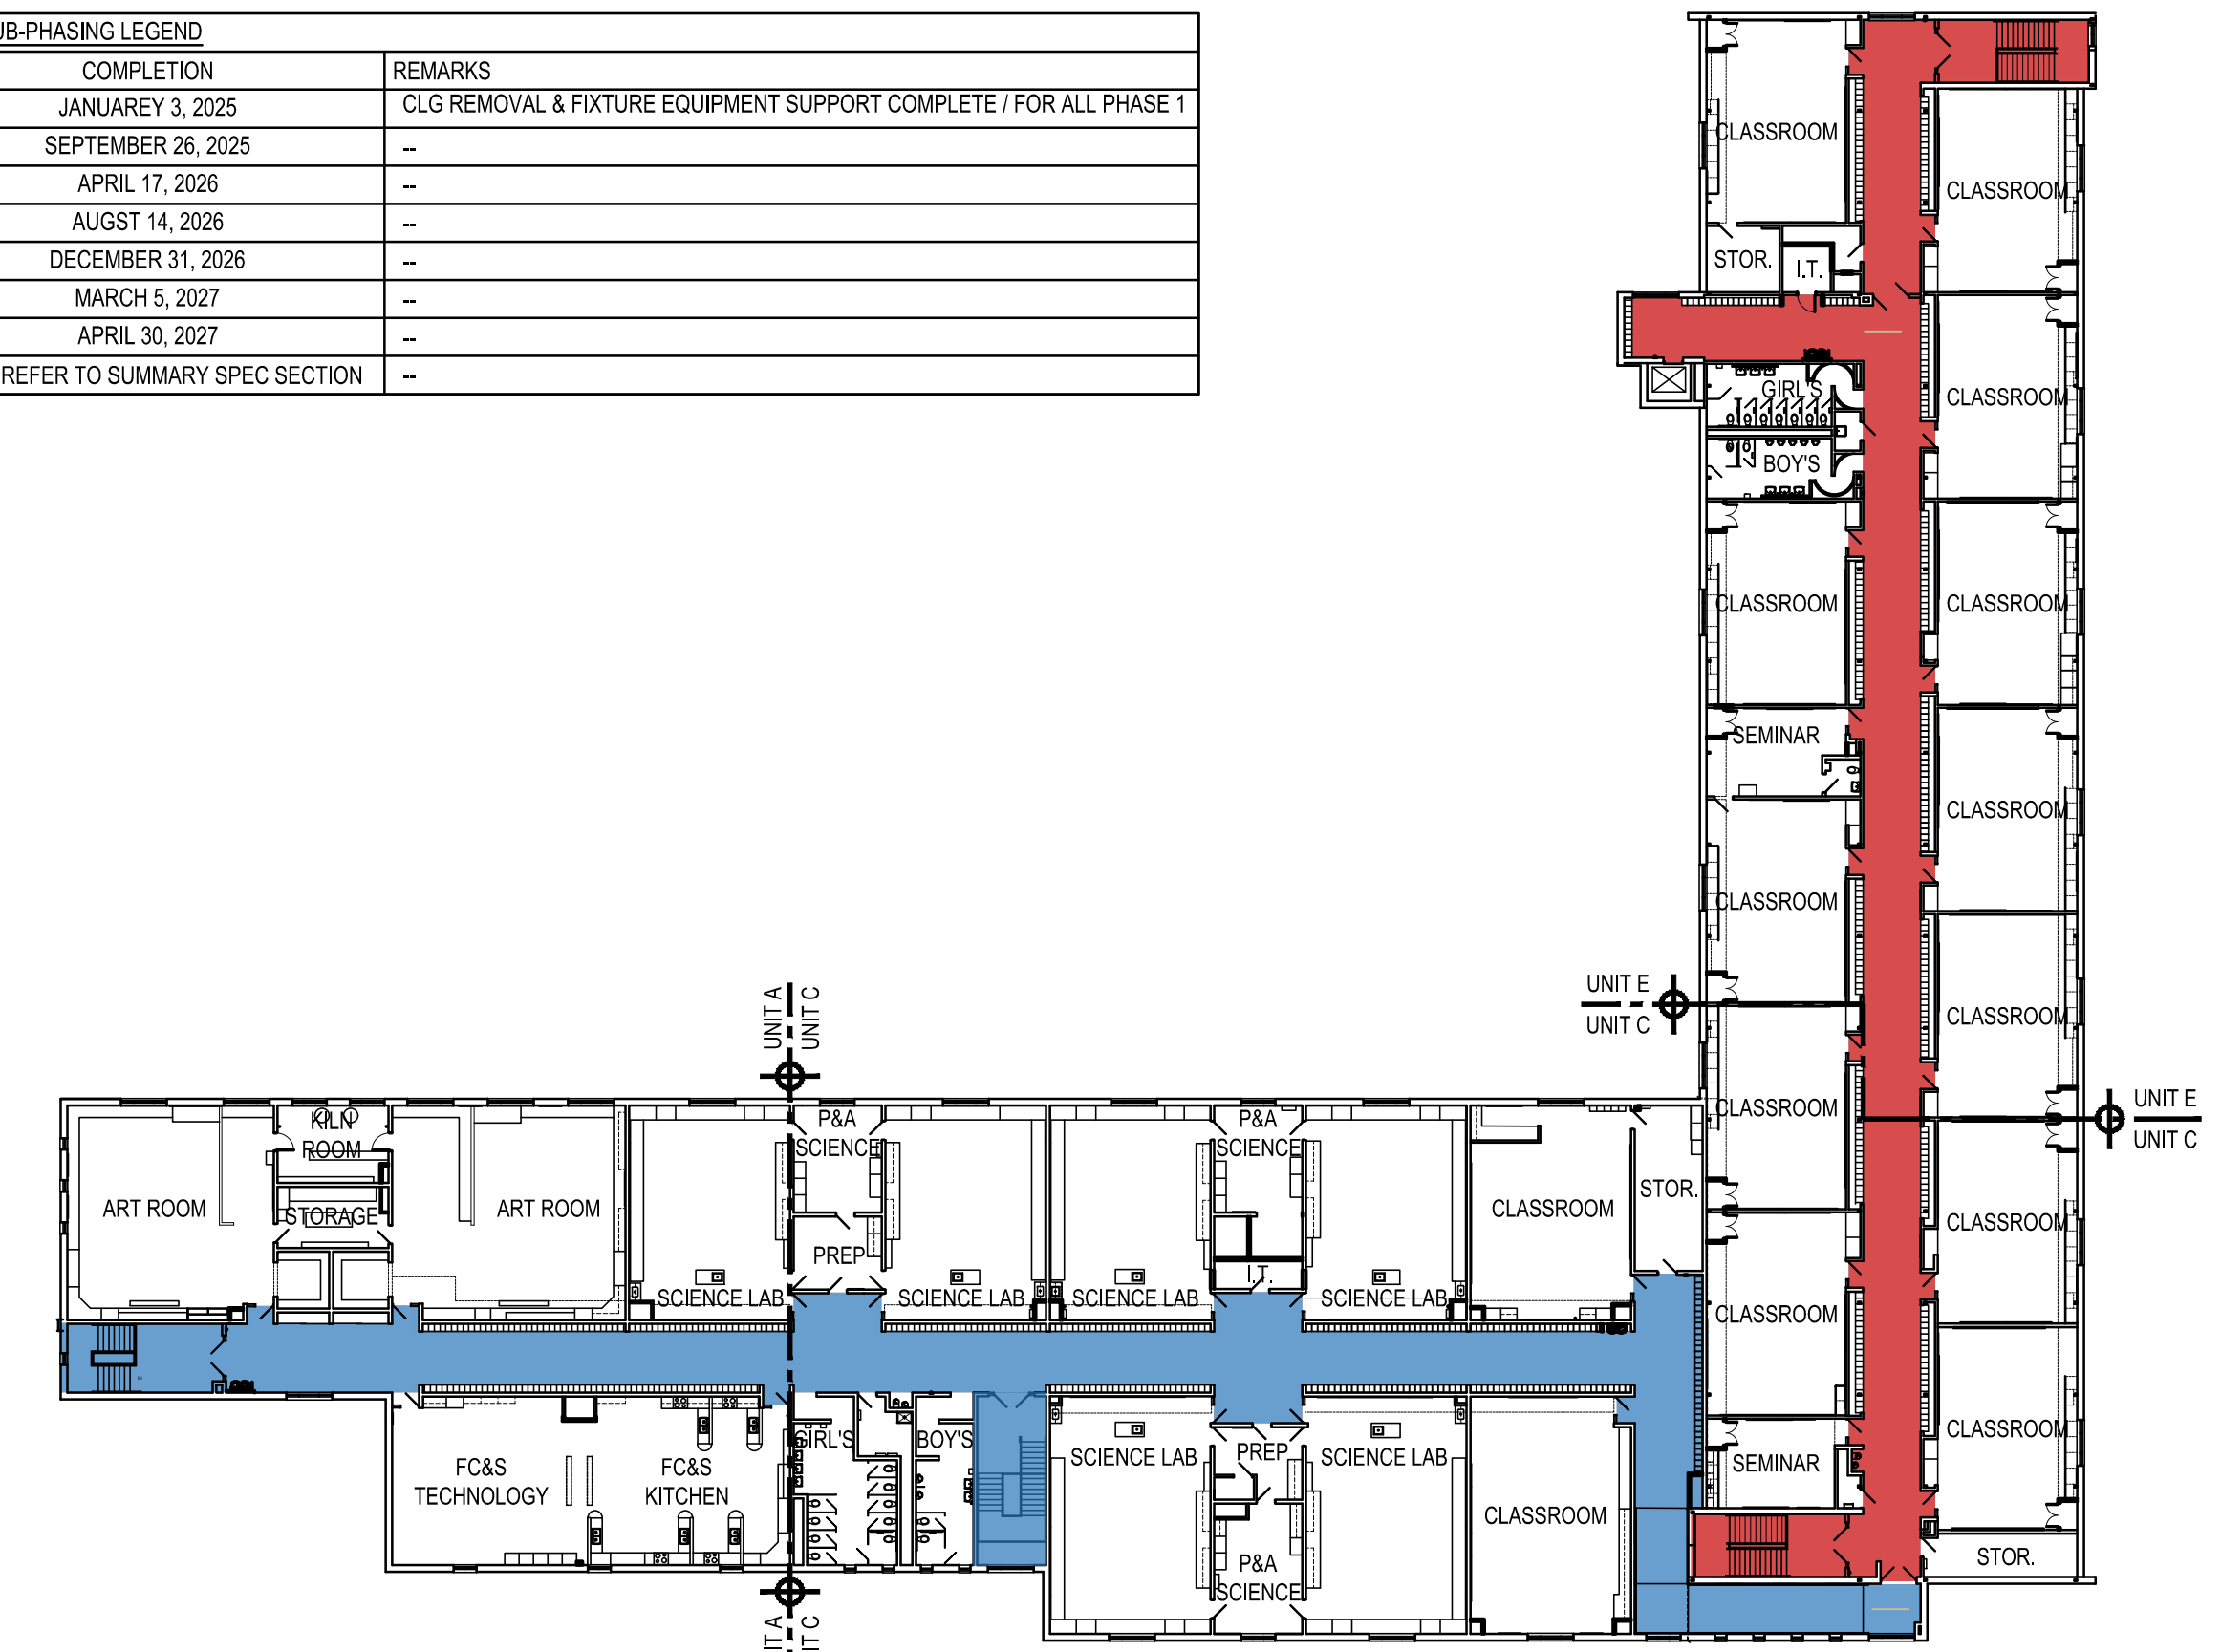 UB-PHASING LEGEND
COMPLETION REMARKS
JANUAREY 3, 2025 CLG REMOVAL & FIXTURE EQUIPMENT SUPPORT COMPLETE / FOR ALL PHASE 1
SEPTEMBER 26, 2025 --
APRIL 17, 2026 --
AUGST 14, 2026 --
DECEMBER 31, 2026 --
MARCH 5, 2027 --
APRIL 30, 2027 --
REFER TO SUMMARY SPEC SECTION --
CLASSROOM
CLASSROOM
STOR.
I.T.
GIRL'S
CLASSROOM
BOY'S
CLASSROOM
CLASSROOM
SEMINAR
CLASSROOM
CLASSROOM
UNIT E
UNIT C
CLASSROOM
UNIT A
UNIT C
CLASSROOM
UNIT E
UNIT C
KILN
ROOM
P&A
SCIENCE
P&A
SCIENCE
ART ROOM
STORAGE
ART ROOM
CLASSROOM
STOR.
CLASSROOM
PREP
I.T.
SCIENCE LAB
SCIENCE LAB
SCIENCE LAB
SCIENCE LAB
CLASSROOM
CLASSROOM
GIRL'S
BOY'S
SCIENCE LAB
PREP
SCIENCE LAB
SEMINAR
FC&S
TECHNOLOGY
FC&S
KITCHEN
CLASSROOM
P&A
SCIENCE
STOR.
IT A
IT C